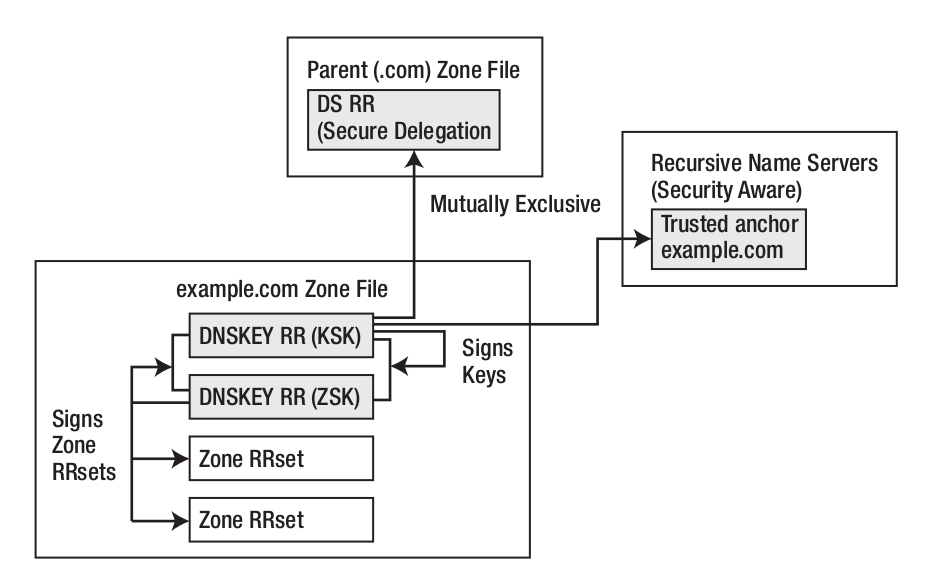 Parent (.com) Zone File
DS RR
(Secure Delegation
Recursive Name Servers
(Security Aware)
Trusted anchor
example.com
Mutually Exclusive
example.com Zone File
DNSKEY RR (KSK)
Signs
Keys
DNSKEY RR (ZSK)
Signs
Zone
RRsets
Zone RRset
Zone RRset